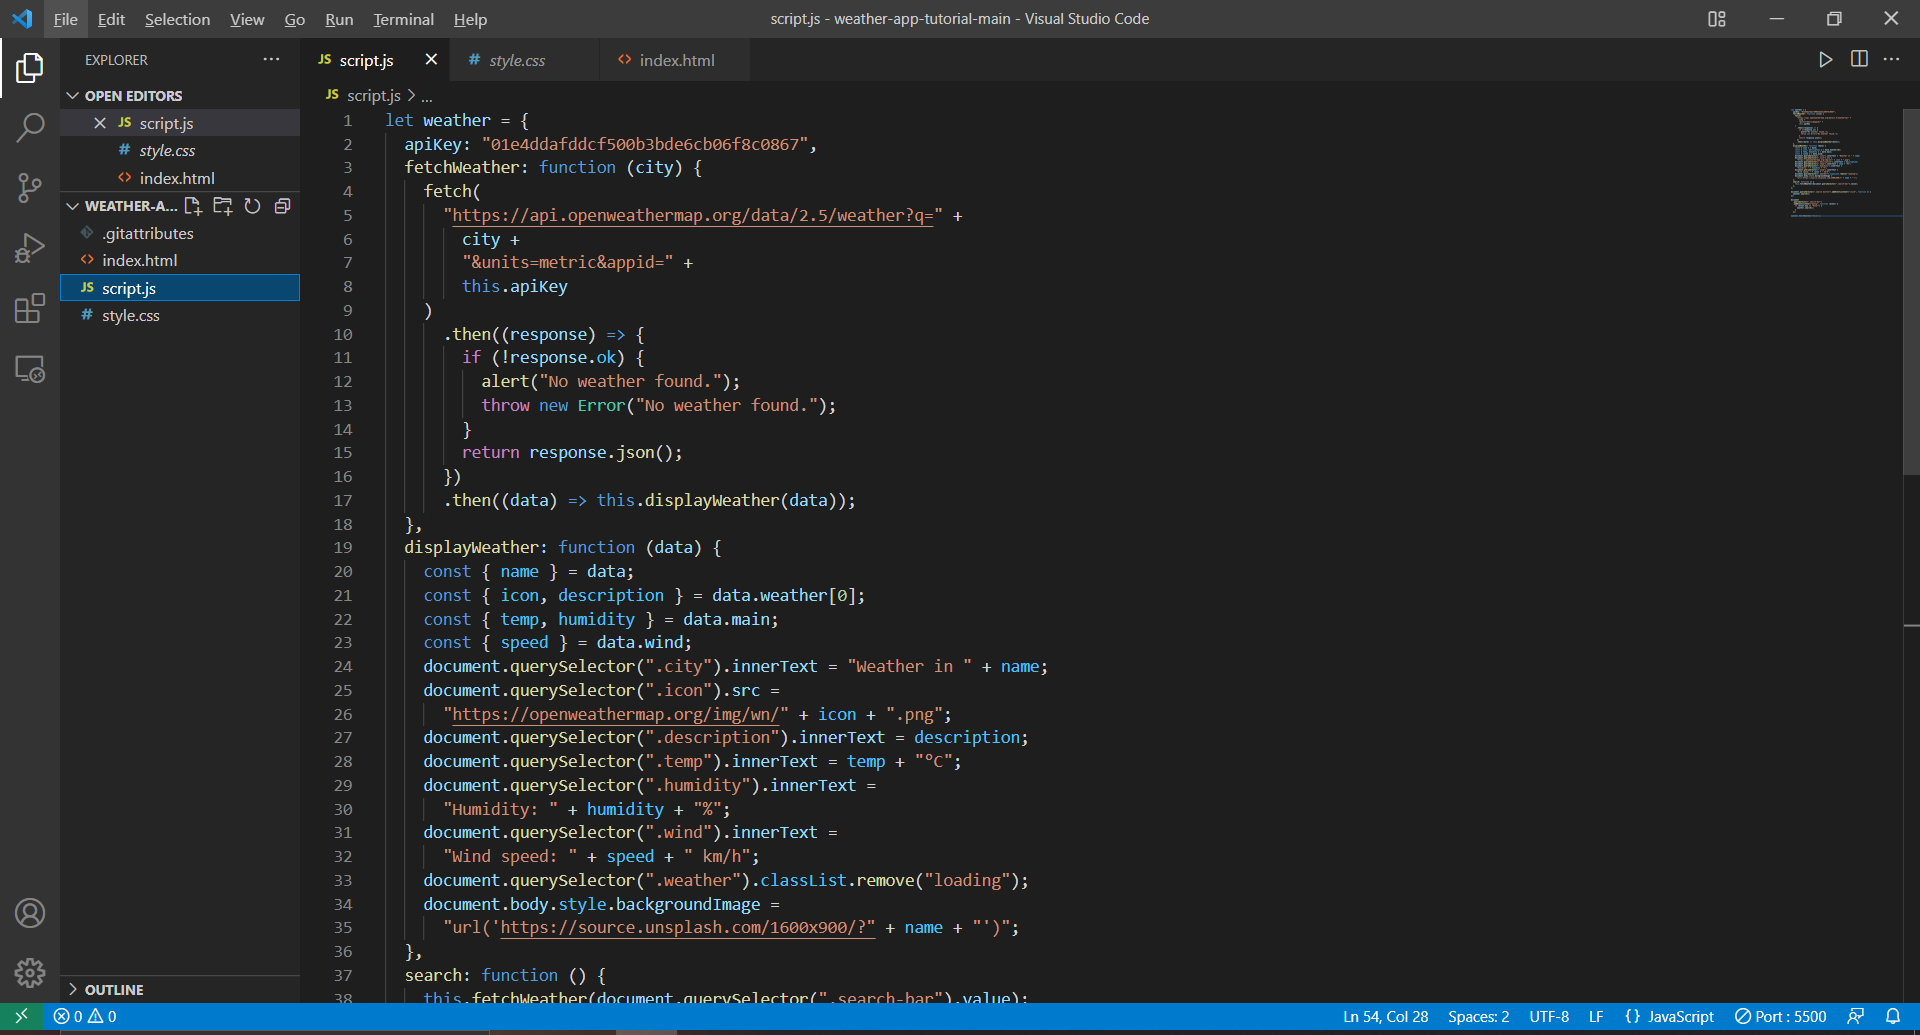 File Edit Selection View Go Run Terminal Help script.js - weather-app-tutorial-main - Visual Studio Code
EXPLORER
OPEN EDITORS
JS script.js
# style.css
<> index.html
WEATHER-A...
.gitattributes
<> index.html
JS script.js
# style.css
OUTLINE
JS script.js # style.css <> index.html
JS script.js > ...
1 let weather = {
2 apiKey: "01e4ddafddcf500b3bde6cb06f8c0867",
3 fetchWeather: function (city) {
4 fetch(
5 "https://api.openweathermap.org/data/2.5/weather?q=" +
6 city +
7 "&units=metric&appid=" +
8 this.apiKey
9 )
10 .then((response) => {
11 if (!response.ok) {
12 alert("No weather found.");
13 throw new Error("No weather found.");
14 }
15 return response.json();
16 })
17 .then((data) => this.displayWeather(data));
18 },
19 displayWeather: function (data) {
20 const { name } = data;
21 const { icon, description } = data.weather[0];
22 const { temp, humidity } = data.main;
23 const { speed } = data.wind;
24 document.querySelector(".city").innerText = "Weather in " + name;
25 document.querySelector(".icon").src =
26 "https://openweathermap.org/img/wn/" + icon + ".png";
27 document.querySelector(".description").innerText = description;
28 document.querySelector(".temp").innerText = temp + "°C";
29 document.querySelector(".humidity").innerText =
30 "Humidity: " + humidity + "%";
31 document.querySelector(".wind").innerText =
32 "Wind speed: " + speed + " km/h";
33 document.querySelector(".weather").classList.remove("loading");
34 document.body.style.backgroundImage =
35 "url('https://source.unsplash.com/1600x900/?" + name + "')";
36 },
37 search: function () {
38 this.fetchWeather(document.querySelector(".search-bar").value);
0 0 Ln 54, Col 28 Spaces: 2 UTF-8 LF {} JavaScript Port : 5500